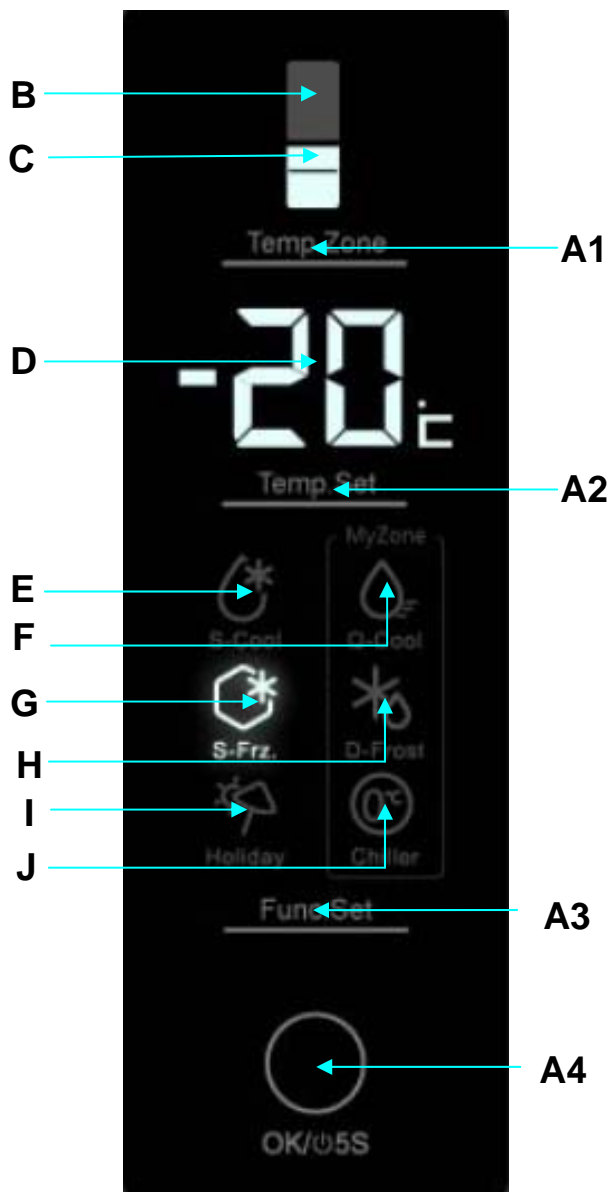 B
C
Temp Zone
A1
D
-20℃
Temp Set
A2
MyZone
E
S-Cool
Q-Cool
F
G
S-Frz.
D-Frost
H
I
0℃
Holiday
Chiller
J
Func Set
A3
A4
OK/⏻5S